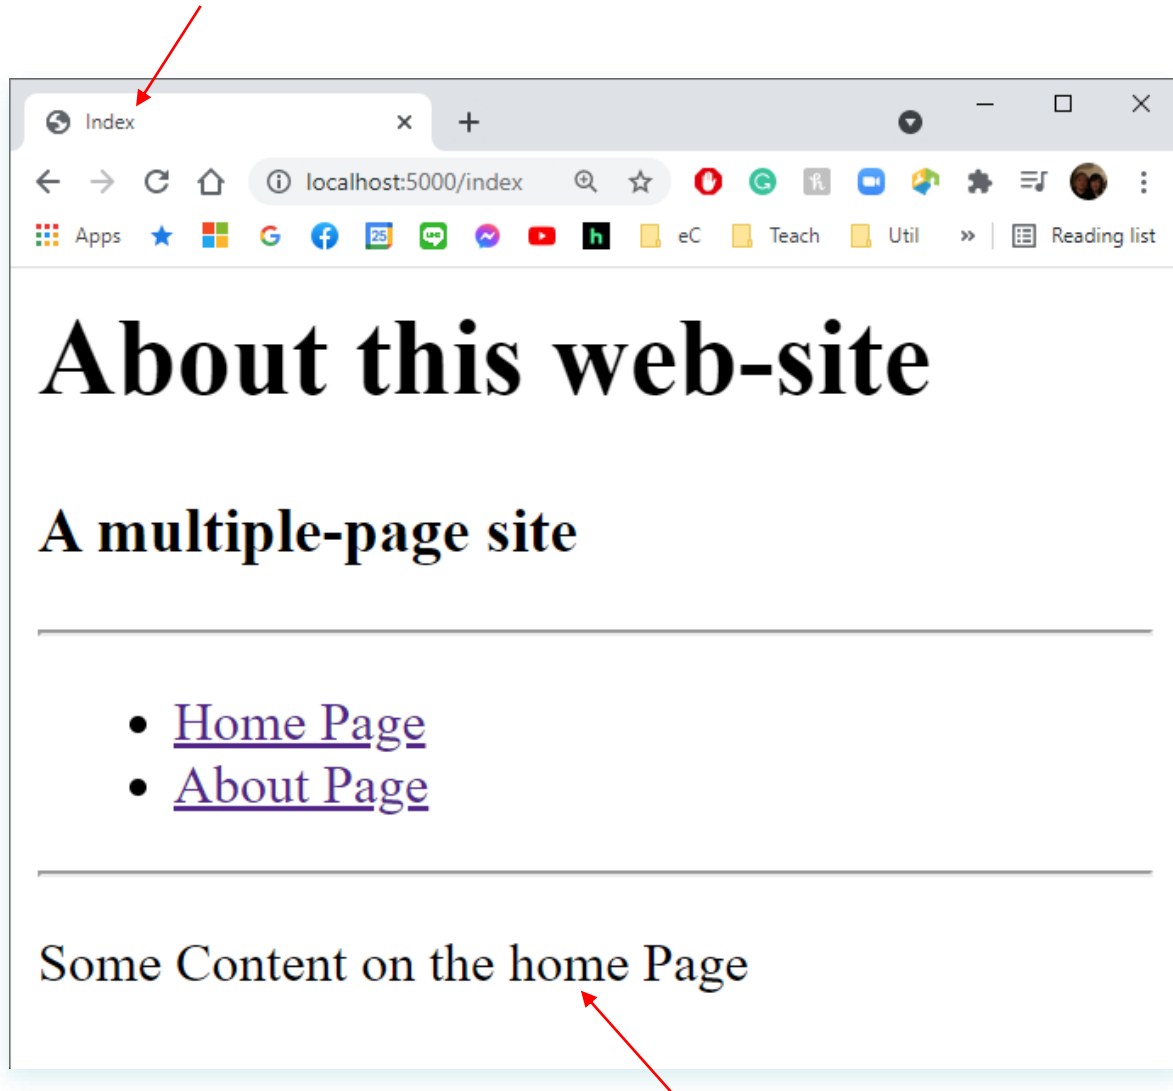 Index
localhost:5000/index
Apps G 25 h eC Teach Util » Reading list
About this web-site
A multiple-page site
Home Page
About Page
Some Content on the home Page